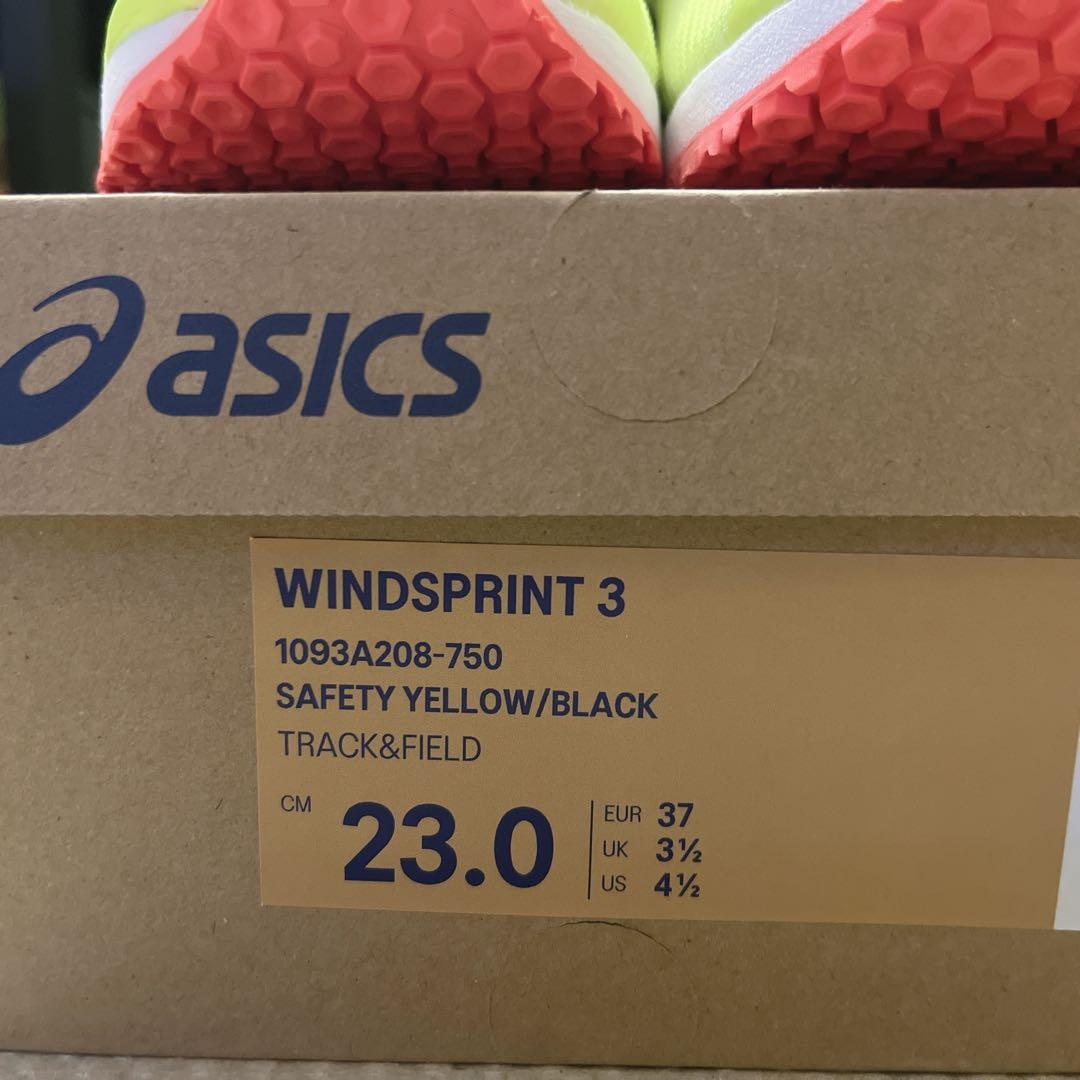 asics
WINDSPRINT 3
1093A208-750
SAFETY YELLOW/BLACK
TRACK&FIELD
CM 23.0
EUR 37
UK 3½
US 4½